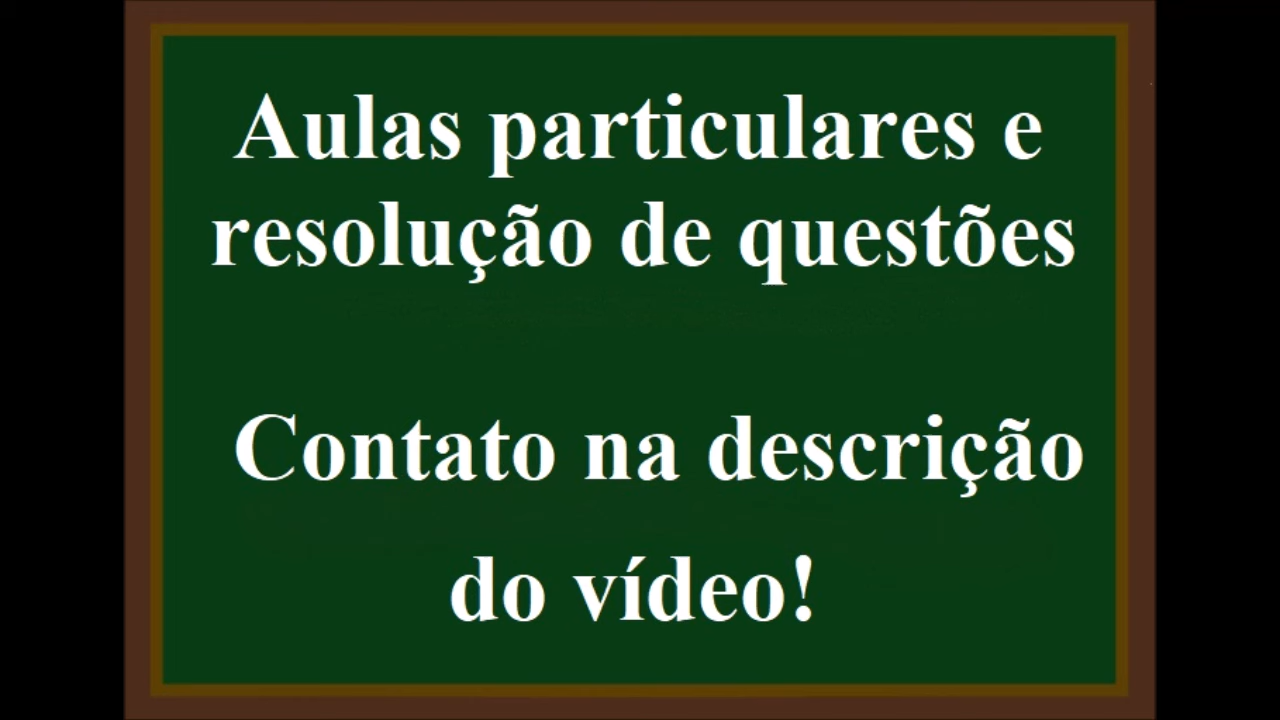 Aulas particulares e
resolução de questões
Contato na descrição
do vídeo!